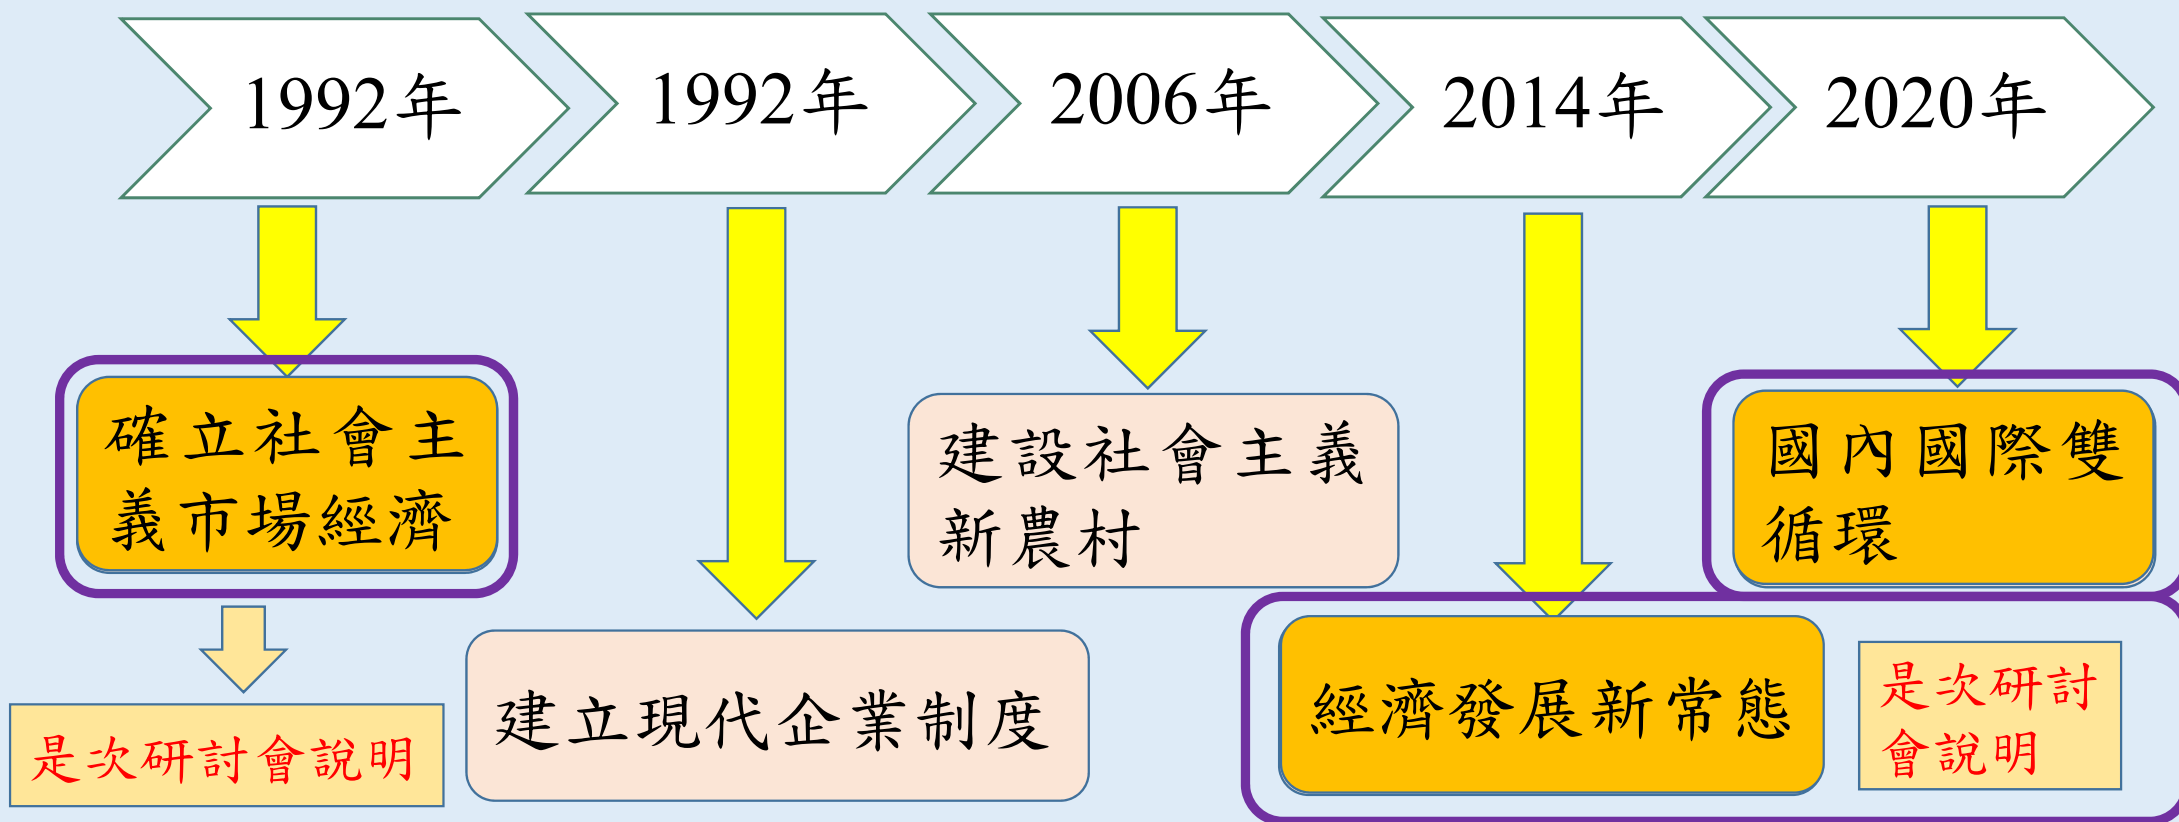 1992年
1992年
2006年
2014年
2020年
確立社會主
義市場經濟
建設社會主義
新農村
國內國際雙
循環
是次研討會說明
建立現代企業制度
經濟發展新常態
是次研討
會說明